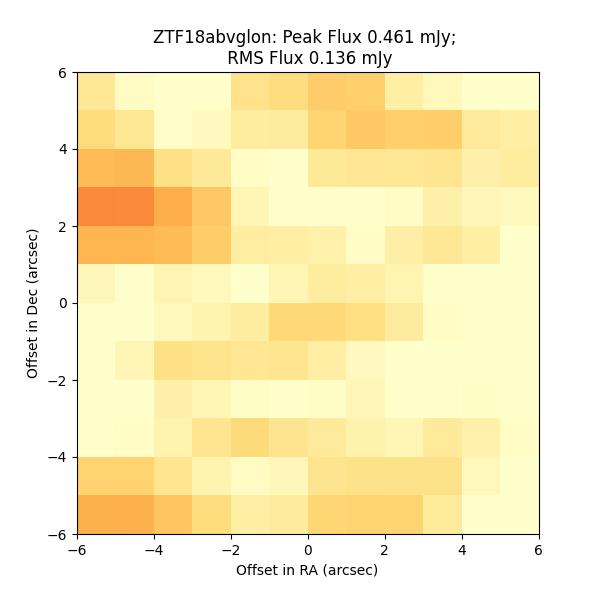 ZTF18abvglon: Peak Flux 0.461 mJy;
RMS Flux 0.136 mJy
6
4
2
0
−2
−4
−6
Offset in Dec (arcsec)
−6 −4 −2 0 2 4 6
Offset in RA (arcsec)